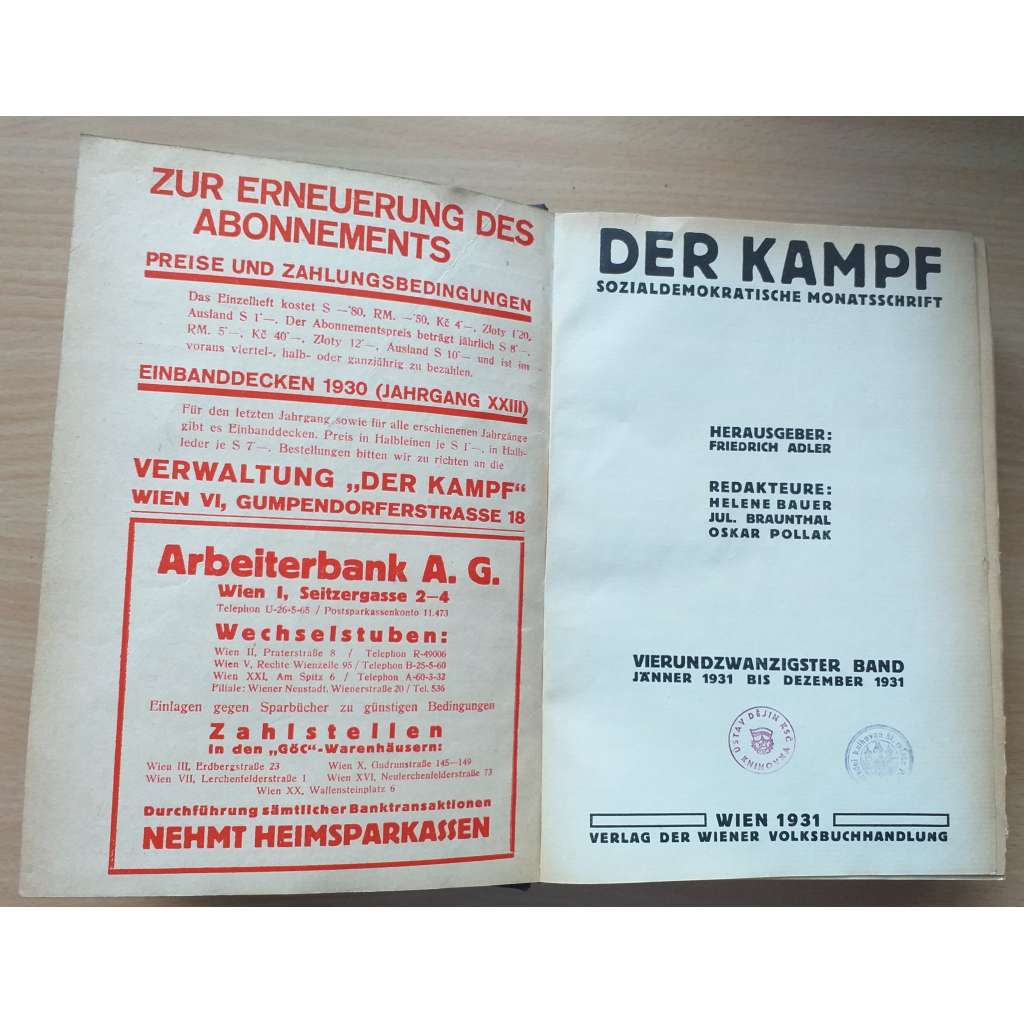 ZUR ERNEUERUNG DES
ABONNEMENTS
PREISE UND ZAHLUNGSBEDINGUNGEN
Das Einzelheft kostet S —·80, RM. —·50, Kč 4·—, Zloty 1·20,
Ausland S 1·—. Der Abonnementspreis beträgt jährlich S 8·—,
RM. 5·—, Kč 40·—, Zloty 12·—, Ausland S 10·— und ist im
voraus viertel-, halb- oder ganzjährig zu bezahlen.
EINBANDDECKEN 1930 (JAHRGANG XXIII)
Für den letzten Jahrgang sowie für alle erschienenen Jahrgänge
gibt es Einbanddecken. Preis in Halbleinen je S 1·—, in Halb-
leder je S 7·—. Bestellungen bitten wir zu richten an die
VERWALTUNG „DER KAMPF“
WIEN VI, GUMPENDORFERSTRASSE 18
Arbeiterbank A. G.
Wien I, Seitzergasse 2—4
Telephon U-26-5-65 / Postsparkassenkonto 11.473
Wechselstuben:
Wien II, Praterstraße 8 / Telephon R-49006
Wien V, Rechte Wienzeile 95 / Telephon B-25-5-60
Wien XXI, Am Spitz 6 / Telephon A-60-3-32
Filiale: Wiener Neustadt, Wienerstraße 20 / Tel. 536
Einlagen gegen Sparbücher zu günstigen Bedingungen
Zahlstellen
in den „GöC“-Warenhäusern:
Wien III, Erdbergstraße 23 Wien X, Gudrunstraße 145—149
Wien VII, Lerchenfelderstraße 1 Wien XVI, Neulerchenfelderstraße 73
Wien XX, Wallensteinplatz 6
Durchführung sämtlicher Banktransaktionen
NEHMT HEIMSPARKASSEN
DER KAMPF
SOZIALDEMOKRATISCHE MONATSSCHRIFT
HERAUSGEBER:
FRIEDRICH ADLER
REDAKTEURE:
HELENE BAUER
JUL. BRAUNTHAL
OSKAR POLLAK
VIERUNDZWANZIGSTER BAND
JÄNNER 1931 BIS DEZEMBER 1931
ÚSTAV DĚJIN KSČ
KNIHOVNA
WIEN 1931
VERLAG DER WIENER VOLKSBUCHHANDLUNG